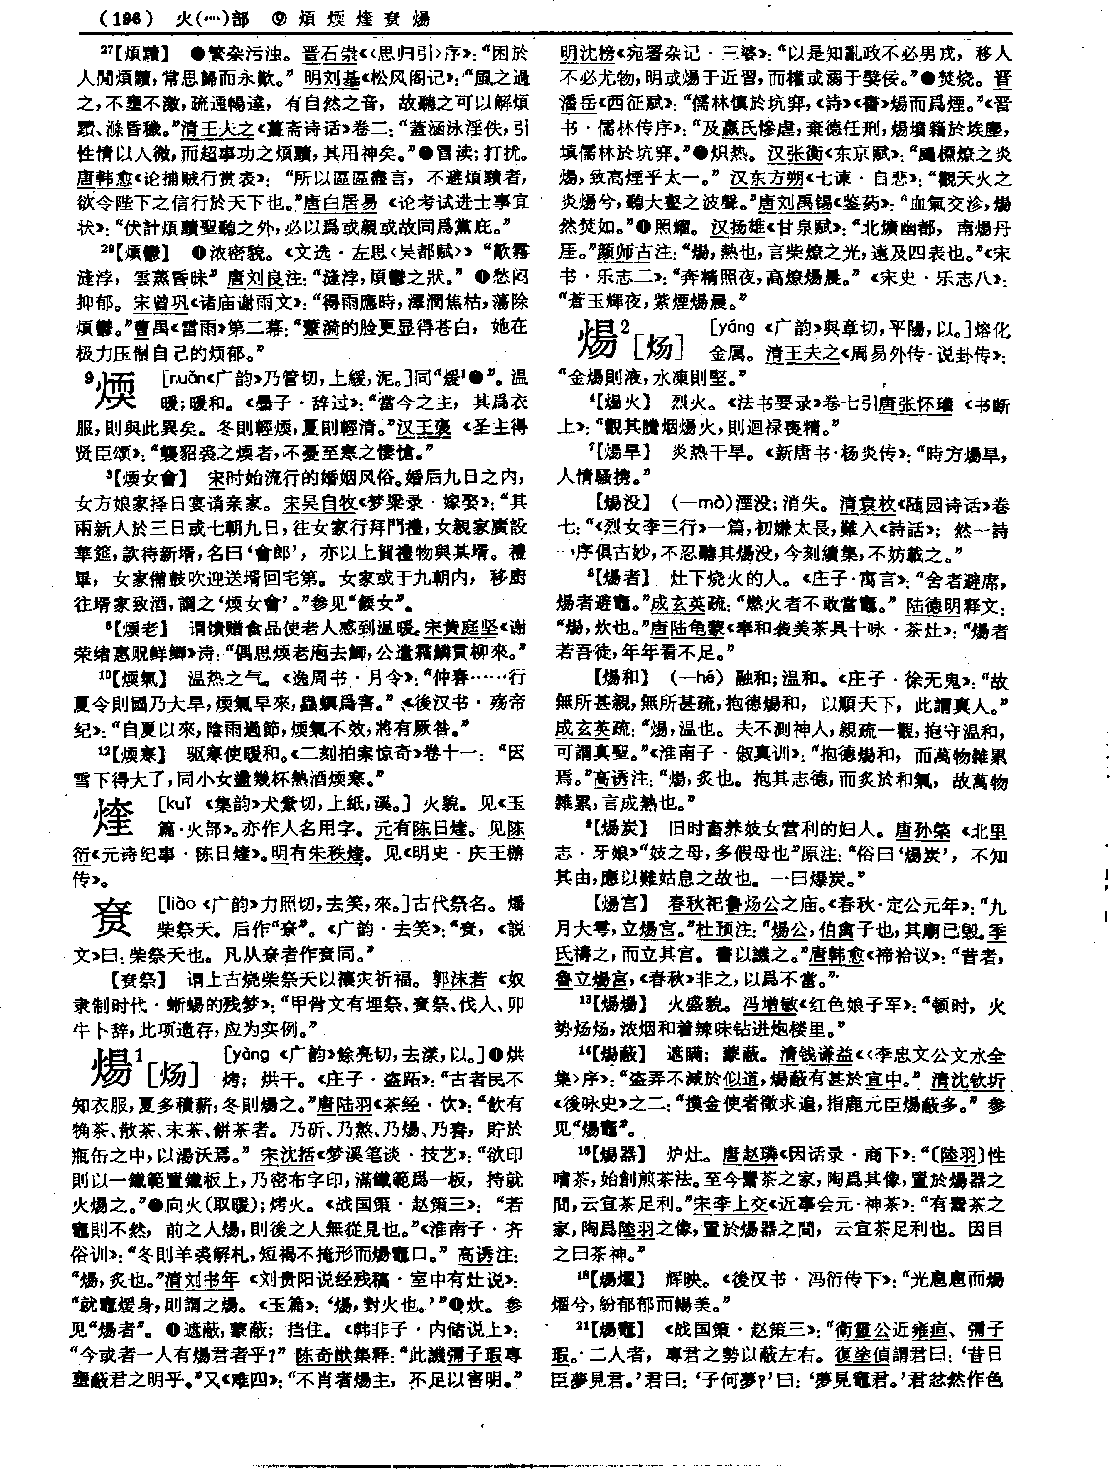 (196) 火(灬)部 ⑨ 煩 煗 煃 尞 煬
²⁷【煩黷】 ❶繁杂污浊。晋石崇《〈思归引〉序》：“困於
人間煩黷，常思歸而永歎。”明刘基《松风阁记》：“風之過
之，不壅不激，疏通暢達，有自然之音，故聽之可以解煩
黷、滌昏穢。”清王夫之《薑斋诗话》卷二：“蓋涵泳淫佚，引
性情以入微，而超事功之煩黷，其用神矣。”❷冒渎；打扰。
唐韩愈《论捕贼行赏表》：“所以區區盡言，不避煩黷者，
欲令陛下之信行於天下也。”唐白居易《论考试进士事宜
状》：“伏計煩黷聖聽之外，必以爲或親或故同爲黨庇。”
²⁹【煩鬱】 ❶浓密貌。《文选·左思〈吴都赋〉》“歊霧
漨浡，雲蒸昏昧”唐刘良注：“漨浡，煩鬱之狀。”❷愁闷
抑郁。宋曾巩《诸庙谢雨文》：“得雨應時，澤潤焦枯，蕩除
煩鬱。”曹禺《雷雨》第二幕：“蘩漪的脸更显得苍白，她在
极力压制自己的烦郁。”
9煗 [nuǎn《广韵》乃管切，上緩，泥。]同“煖¹❶”。温
暖；暖和。《墨子·辞过》：“當今之主，其爲衣
服，則與此異矣。冬則輕煗，夏則輕凊。”汉王褒《圣主得
贤臣颂》：“襲貂裘之煗者，不憂至寒之悽愴。”
³【煗女會】 宋时始流行的婚姻风俗。婚后九日之内，
女方娘家择日宴请亲家。宋吴自牧《梦粱录·嫁娶》：“其
兩新人於三日或七朝九日，往女家行拜門禮，女親家廣設
華筵，款待新壻，名曰‘會郎’，亦以上賀禮物與其壻。禮
畢，女家備鼓吹迎送壻回宅第。女家或于九朝内，移廚
往壻家致酒，謂之‘煗女會’。”参见“餪女”。
⁶【煗老】 谓馈赠食品使老人感到温暖。宋黄庭坚《谢
荣绪惠贶鲜鲫》诗：“偶思煗老庖去鯽，公遣霜鱗貫柳來。”
¹⁰【煗氣】 温热之气。《逸周书·月令》：“仲春……行
夏令則國乃大旱，煗氣早來，蟲螟爲害。”《後汉书·殇帝
纪》：“自夏以來，陰雨過節，煗氣不效，將有厥咎。”
¹²【煗寒】 驱寒使暖和。《二刻拍案惊奇》卷十一：“因
雪下得大了，同小女盪幾杯熱酒煗寒。”
煃 [kuǐ《集韵》犬橤切，上紙，溪。] 火貌。见《玉
篇·火部》。亦作人名用字。元有陈日煃。见陈
衍《元诗纪事·陈日煃》。明有朱秩煃。见《明史·庆王㮵
传》。
尞 [liào《广韵》力照切，去笑，來。]古代祭名。燔
柴祭天。后作“尞”。《广韵·去笑》：“尞，《説
文》曰：柴祭天也。凡从尞者作尞同。”
【尞祭】 谓上古烧柴祭天以禳灾祈福。郭沫若《奴
隶制时代·蜥蜴的残梦》：“甲骨文有埋祭、尞祭、伐人、卯
牛卜辞，此项遗存，应为实例。”
煬¹[炀] [yàng《广韵》餘亮切，去漾，以。]❶烘
烤；烘干。《庄子·盗跖》：“古者民不
知衣服，夏多積薪，冬則煬之。”唐陆羽《茶经·饮》：“飲有
觕茶、散茶、末茶、餅茶者。乃斫、乃熬、乃煬、乃舂，貯於
瓶缶之中，以湯沃焉。”宋沈括《梦溪笔谈·技艺》：“欲印
則以一鐵範置鐵板上，乃密布字印，滿鐵範爲一板，持就
火煬之。”❷向火(取暖)；烤火。《战国策·赵策三》：“若
竈則不然，前之人煬，則後之人無從見也。”《淮南子·齐
俗训》：“冬則羊裘解札，短褐不掩形而煬竈口。”高诱注：
“煬，炙也。”清刘书年《刘贵阳说经残稿·室中有灶说》：
“就竈煖身，則謂之煬。《玉篇》：‘煬，對火也。’”❸炊。参
见“煬者”。❹遮蔽，蒙蔽；挡住。《韩非子·内储说上》：
“今或者一人有煬君者乎？”陈奇猷集释：“此譏彌子瑕專
壅蔽君之明乎。”又《难四》：“不肖者煬主，不足以害明。”
明沈榜《宛署杂记·三婆》：“以是知亂政不必男戎，移人
不必尤物，明或煬于近習，而權或弱于嬖佞。”❺焚烧。晋
潘岳《西征赋》：“儒林慎於坑穽，《詩》《書》煬而爲煙。”《晋
书·儒林传序》：“及嬴氏慘虐，棄德任刑，煬墳籍於埃塵，
填儒林於坑穽。”❻炽热。汉张衡《东京赋》：“颺槱燎之炎
煬，致高煙乎太一。”汉东方朔《七谏·自悲》：“觀天火之
炎煬兮，聽大壑之波聲。”唐刘禹锡《鉴药》：“血氣交沴，煬
然焚如。”❼照耀。汉扬雄《甘泉赋》：“北爌幽都，南煬丹
厓。”颜师古注：“煬，熱也，言柴燎之光，遠及四表也。”《宋
书·乐志二》：“奔精照夜，高燎煬晨。”《宋史·乐志八》：
“蒼玉輝夜，紫煙煬晨。”
煬²[炀] [yáng《广韵》與章切，平陽，以。]熔化
金属。清王夫之《周易外传·说卦传》：
“金煬則液，水凍則堅。”
⁴【煬火】 烈火。《法书要录》卷七引唐张怀瓘《书断
上》：“觀其騰烟煬火，則迴禄喪精。”
⁷【煬旱】 炎热干旱。《新唐书·杨炎传》：“時方煬旱，
人情騷携。”
【煬没】 (—mò)湮没；消失。清袁枚《随园诗话》卷
七：“《烈女李三行》一篇，初嫌太長，難入《詩話》；然一詩
一序俱古妙，不忍聽其煬没，今刻續集，不妨載之。”
⁸【煬者】 灶下烧火的人。《庄子·寓言》：“舍者避席，
煬者避竈。”成玄英疏：“燃火者不敢當竈。”陆德明释文：
“煬，炊也。”唐陆龟蒙《奉和袭美茶具十咏·茶灶》：“煬者
若吾徒，年年看不足。”
【煬和】 (—hé) 融和；温和。《庄子·徐无鬼》：“故
無所甚親，無所甚疏，抱德煬和，以順天下，此謂真人。”
成玄英疏：“煬，温也。夫不測神人，親疏一觀，抱守温和，
可謂真聖。”《淮南子·俶真训》：“抱德煬和，而萬物雜累
焉。”高诱注：“煬，炙也。抱其志德，而炙於和氣，故萬物
雜累，言成熟也。”
⁹【煬炭】 旧时畜养妓女营利的妇人。唐孙棨《北里
志·牙娘》“妓之母，多假母也”原注：“俗曰‘煬炭’，不知
其由，應以難姑息之故也。一曰爆炭。”
【煬宫】 春秋祀鲁炀公之庙。《春秋·定公元年》：“九
月大雩，立煬宫。”杜预注：“煬公，伯禽子也，其廟已毁。季
氏禱之，而立其宫。書以譏之。”唐韩愈《禘祫议》：“昔者，
魯立煬宫，《春秋》非之，以爲不當。”
¹³【煬煬】 火盛貌。冯增敏《红色娘子军》：“顿时，火
势炀炀，浓烟和着辣味钻进炮楼里。”
¹⁴【煬蔽】 遮瞒；蒙蔽。清钱谦益《〈李忠文公文水全
集〉序》：“盗弄不減於似道，煬蔽有甚於宜中。”清沈钦圻
《後咏史》之二：“摸金使者徵求遍，指鹿元臣煬蔽多。”参
见“煬竈”。
¹⁶【煬器】 炉灶。唐赵璘《因话录·商下》：“〔陸羽〕性
嗜茶，始創煎茶法。至今鬻茶之家，陶爲其像，置於煬器之
間，云宜茶足利。”宋李上交《近事会元·神茶》：“有鬻茶之
家，陶爲陸羽之像，置於煬器之間，云宜茶足利也。因目
之曰茶神。”
¹⁸【煬燿】 辉映。《後汉书·冯衍传下》：“光扈扈而煬
燿兮，紛郁郁而暢美。”
²¹【煬竈】 《战国策·赵策三》：“衛靈公近雍疸、彌子
瑕。二人者，專君之勢以蔽左右。復塗偵謂君曰：‘昔日
臣夢見君。’君曰：‘子何夢？’曰：‘夢見竈君。’君忿然作色